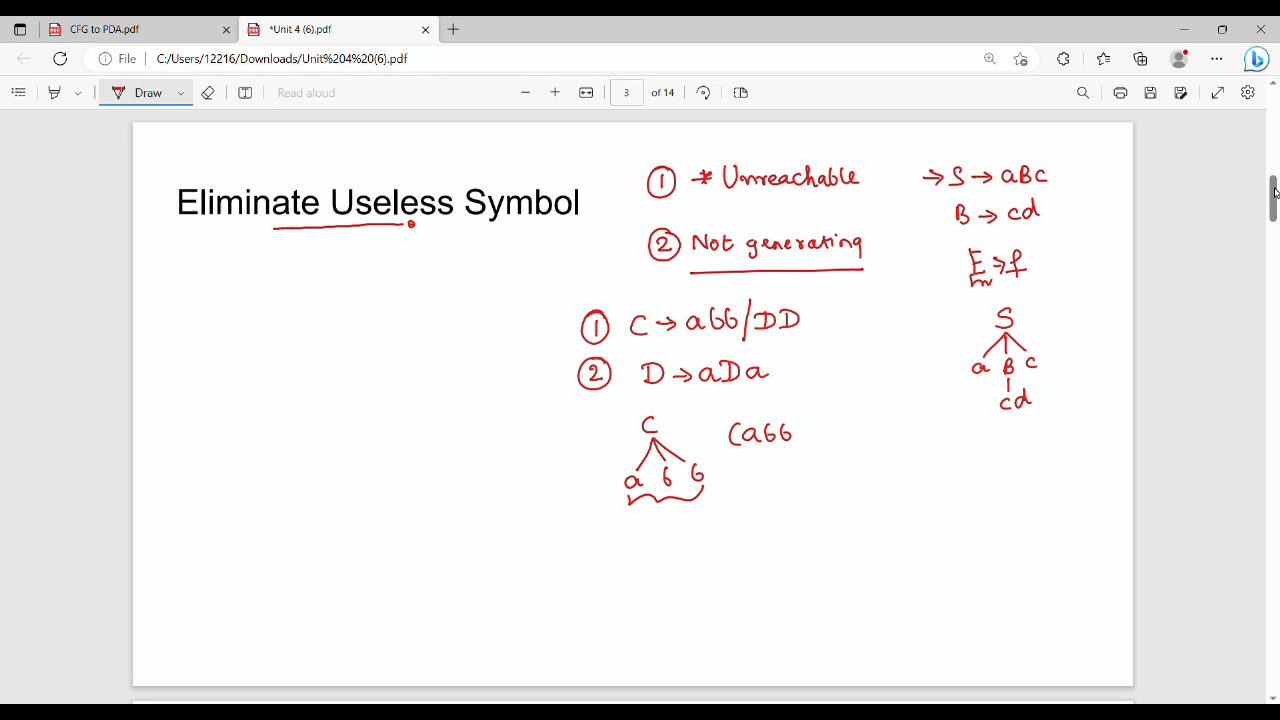 CFG to PDA.pdf
*Unit 4 (6).pdf
File C:/Users/12216/Downloads/Unit%204%20(6).pdf
Draw Read aloud 3 of 14
Eliminate Useless Symbol
① * Unreachable
② Not generating
→ S → aBc
B → cd
E → f
① C → abb/DD
② D → aDa
S
a B c
cd
C
a b b
(abb